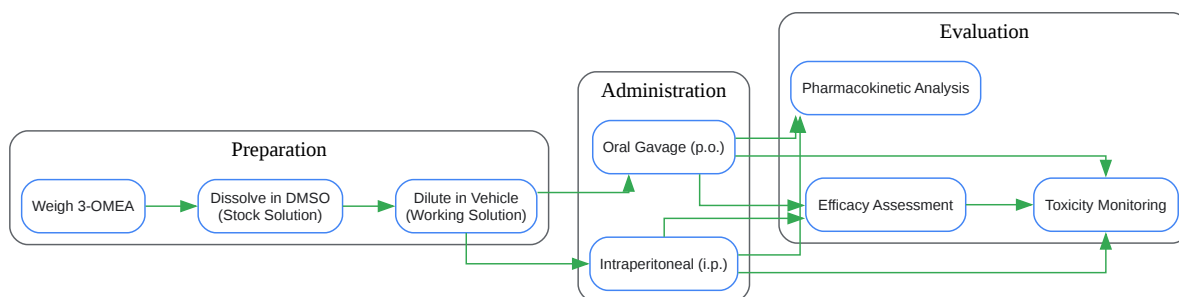 Preparation
Weigh 3-OMEA
Dissolve in DMSO
(Stock Solution)
Dilute in Vehicle
(Working Solution)
Administration
Oral Gavage (p.o.)
Intraperitoneal (i.p.)
Evaluation
Pharmacokinetic Analysis
Efficacy Assessment
Toxicity Monitoring